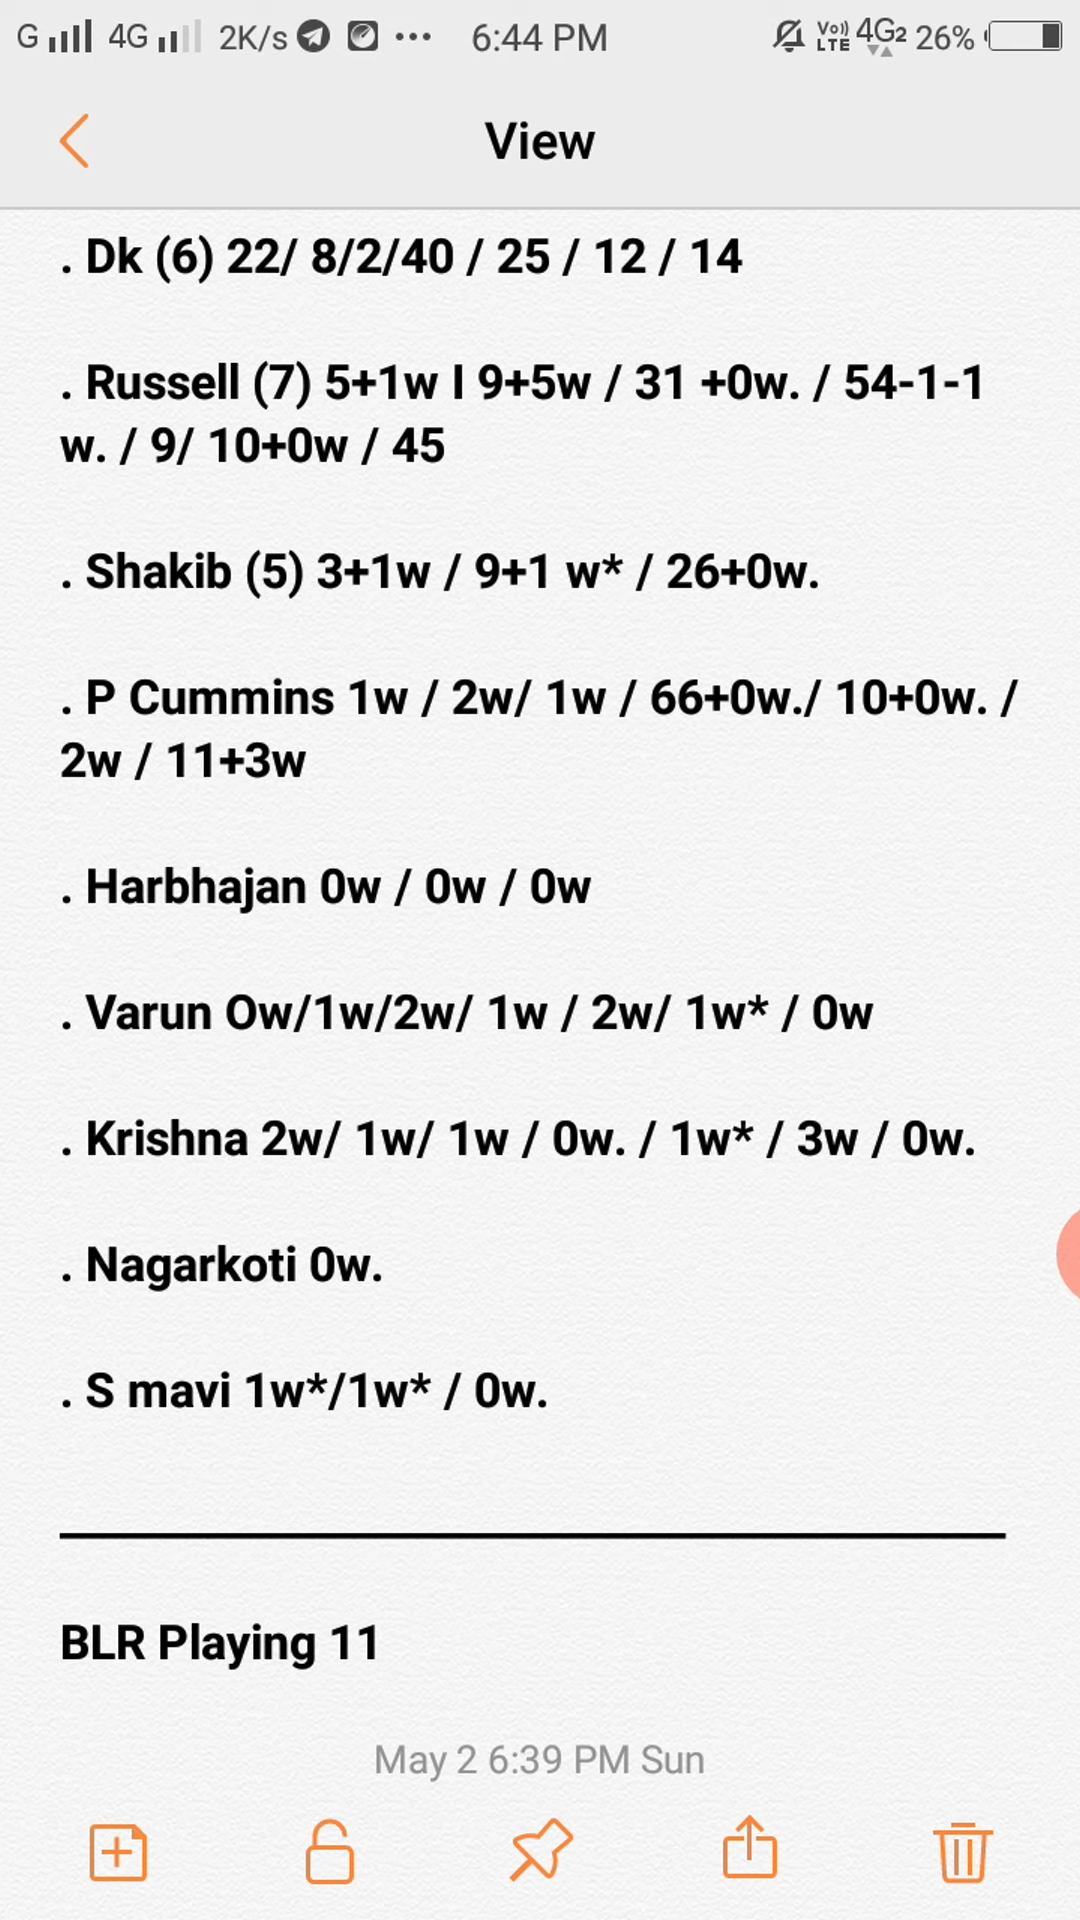 G 4G 2K/s ... 6:44 PM Vo)) LTE 4G2 26%
View
. Dk (6) 22/ 8/2/40 / 25 / 12 / 14
. Russell (7) 5+1w I 9+5w / 31 +0w. / 54-1-1
w. / 9/ 10+0w / 45
. Shakib (5) 3+1w / 9+1 w* / 26+0w.
. P Cummins 1w / 2w/ 1w / 66+0w./ 10+0w. /
2w / 11+3w
. Harbhajan 0w / 0w / 0w
. Varun Ow/1w/2w/ 1w / 2w/ 1w* / 0w
. Krishna 2w/ 1w/ 1w / 0w. / 1w* / 3w / 0w.
. Nagarkoti 0w.
. S mavi 1w*/1w* / 0w.
BLR Playing 11
May 2 6:39 PM Sun